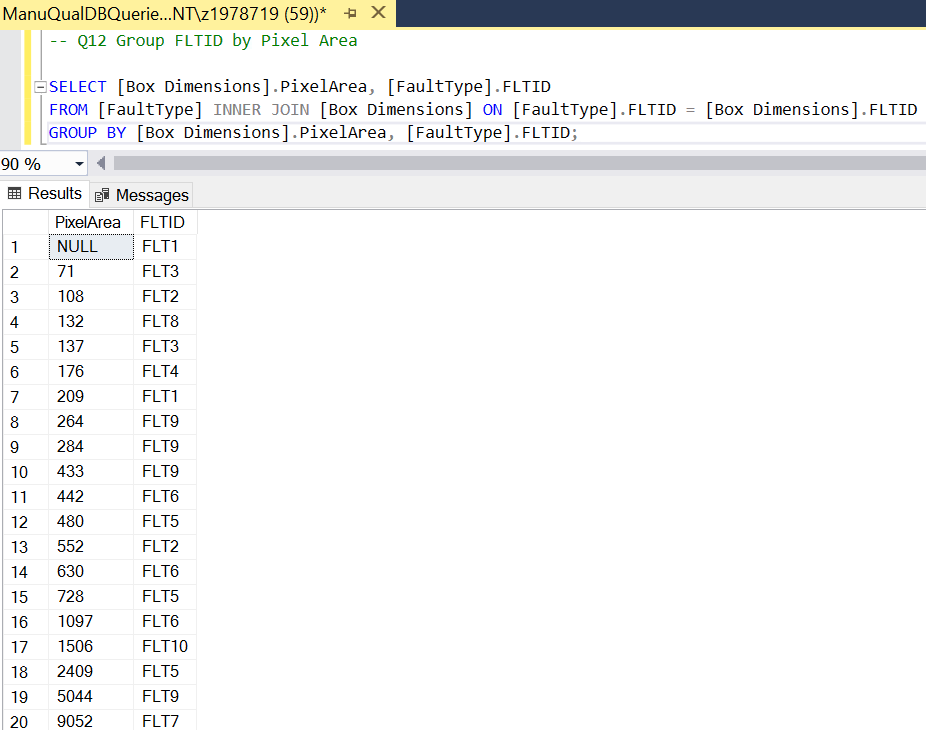 ManuQualDBQuerie...NT\z1978719 (59))*
-- Q12 Group FLTID by Pixel Area
SELECT [Box Dimensions].PixelArea, [FaultType].FLTID
FROM [FaultType] INNER JOIN [Box Dimensions] ON [FaultType].FLTID = [Box Dimensions].FLTID
GROUP BY [Box Dimensions].PixelArea, [FaultType].FLTID;
90 %
Results Messages
PixelArea FLTID
1 NULL FLT1
2 71 FLT3
3 108 FLT2
4 132 FLT8
5 137 FLT3
6 176 FLT4
7 209 FLT1
8 264 FLT9
9 284 FLT9
10 433 FLT9
11 442 FLT6
12 480 FLT5
13 552 FLT2
14 630 FLT6
15 728 FLT5
16 1097 FLT6
17 1506 FLT10
18 2409 FLT5
19 5044 FLT9
20 9052 FLT7